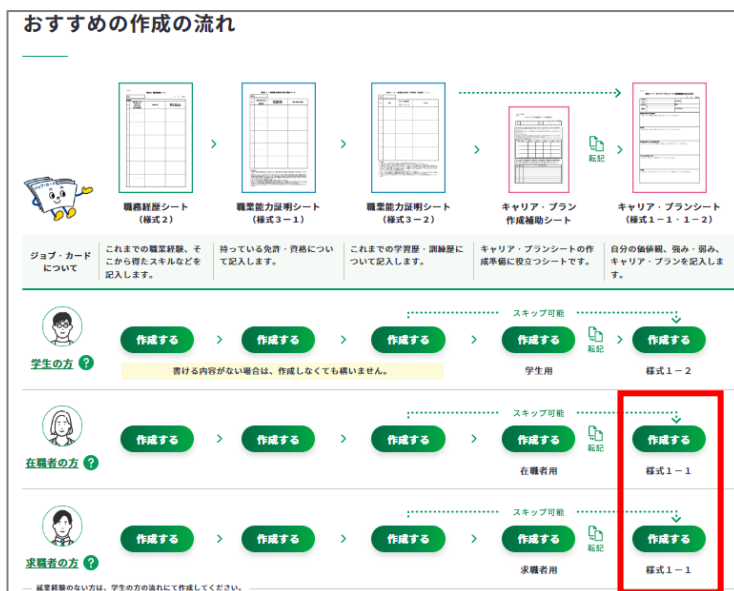 おすすめの作成の流れ
転記
ジョブ・カード
職務経歴シート
(様式2)
職業能力証明シート
(様式3-1)
職業能力証明シート
(様式3-2)
キャリア・プラン
作成補助シート
キャリア・プランシート
(様式1-1・1-2)
ジョブ・カード
について
これまでの職業経験、そ
こから得たスキルなどを
記入します。
持っている免許・資格につい
て記入します。
これまでの学習歴・訓練歴に
ついて記入します。
キャリア・プランシートの作
成準備に役立つシートです。
自分の価値観、強み・弱み、
キャリア・プランを記入しま
す。
スキップ可能
作成する
作成する
作成する
作成する
転記
作成する
学生の方 ?
書ける内容がない場合は、作成しなくても構いません。
学生用
様式1-2
スキップ可能
作成する
作成する
作成する
作成する
転記
作成する
在職者の方 ?
在職者用
様式1-1
スキップ可能
作成する
作成する
作成する
作成する
転記
作成する
求職者の方 ?
求職者用
様式1-1
就業経験のない方は、学生の方の流れにて作成してください。